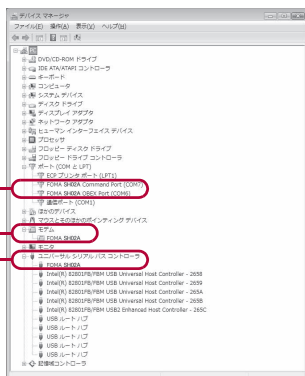 デバイス マネージャ
ファイル(F) 操作(A) 表示(V) ヘルプ(H)
PC
DVD/CD-ROM ドライブ
IDE ATA/ATAPI コントローラ
キーボード
コンピュータ
システム デバイス
ディスク ドライブ
ディスプレイ アダプタ
ネットワーク アダプタ
ヒューマン インターフェイス デバイス
プロセッサ
フロッピー ディスク ドライブ
フロッピー ドライブ コントローラ
ポート (COM と LPT)
ECP プリンタ ポート (LPT1)
FOMA SH02A Command Port (COM7)
FOMA SH02A OBEX Port (COM6)
通信ポート (COM1)
ほかのデバイス
マウスとそのほかのポインティング デバイス
モデム
FOMA SH02A
モニタ
ユニバーサル シリアル バス コントローラ
FOMA SH02A
Intel(R) 82801FB/FBM USB Universal Host Controller - 2658
Intel(R) 82801FB/FBM USB Universal Host Controller - 2659
Intel(R) 82801FB/FBM USB Universal Host Controller - 265A
Intel(R) 82801FB/FBM USB Universal Host Controller - 265B
Intel(R) 82801FB/FBM USB2 Enhanced Host Controller - 265C
USB ルート ハブ
USB ルート ハブ
USB ルート ハブ
USB ルート ハブ
USB ルート ハブ
記憶域コントローラ